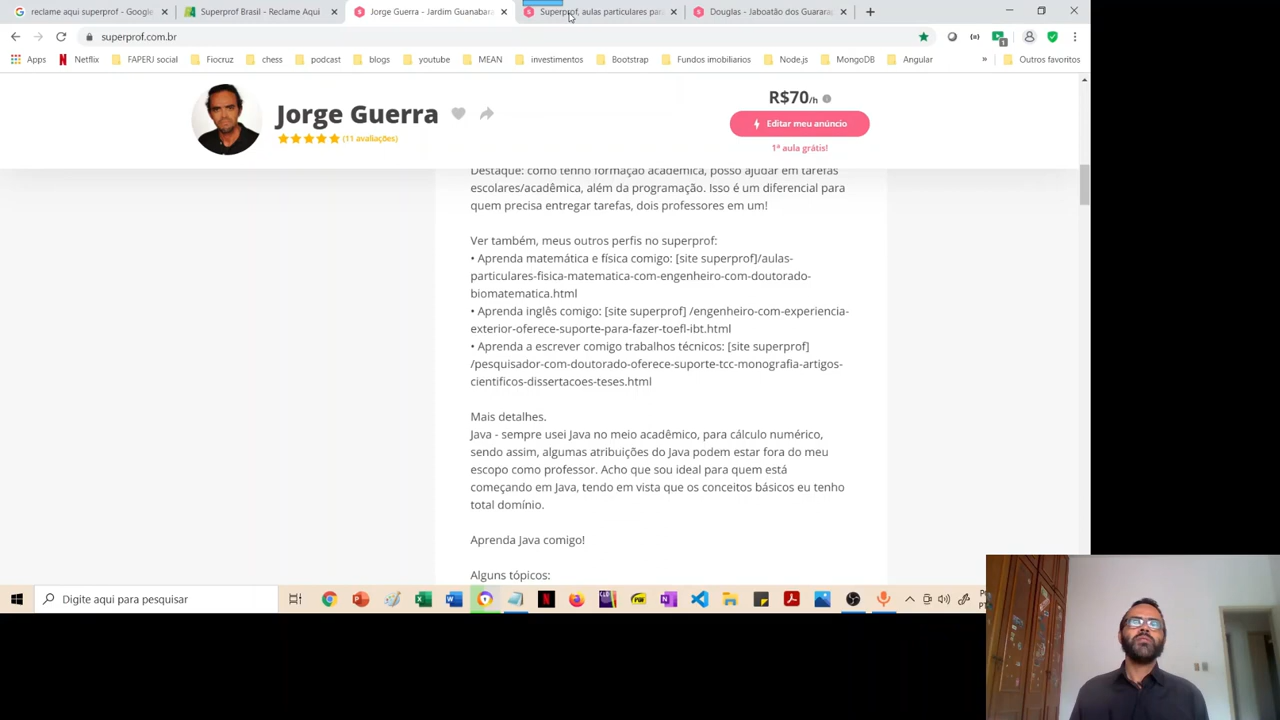 reclame aqui superprof - Google
Superprof Brasil - Reclame Aqui
Jorge Guerra - Jardim Guanabar
Superprof, aulas particulares par
Douglas - Jaboatão dos Guarara
superprof.com.br
Apps
Netflix
FAPERJ social
Fiocruz
chess
podcast
blogs
youtube
MEAN
investimentos
Bootstrap
Fundos imobiliarios
Node.js
MongoDB
Angular
»
Outros favoritos
Jorge Guerra
(11 avaliações)
R$70/h
Editar meu anúncio
1ª aula grátis!
Destaque: como tenho formação acadêmica, posso ajudar em tarefas
escolares/acadêmica, além da programação. Isso é um diferencial para
quem precisa entregar tarefas, dois professores em um!
Ver também, meus outros perfis no superprof:
• Aprenda matemática e física comigo: [site superprof]/aulas-
particulares-fisica-matematica-com-engenheiro-com-doutorado-
biomatematica.html
• Aprenda inglês comigo: [site superprof] /engenheiro-com-experiencia-
exterior-oferece-suporte-para-fazer-toefl-ibt.html
• Aprenda a escrever comigo trabalhos técnicos: [site superprof]
/pesquisador-com-doutorado-oferece-suporte-tcc-monografia-artigos-
cientificos-dissertacoes-teses.html
Mais detalhes.
Java - sempre usei Java no meio acadêmico, para cálculo numérico,
sendo assim, algumas atribuições do Java podem estar fora do meu
escopo como professor. Acho que sou ideal para quem está
começando em Java, tendo em vista que os conceitos básicos eu tenho
total domínio.
Aprenda Java comigo!
Alguns tópicos:
Digite aqui para pesquisar